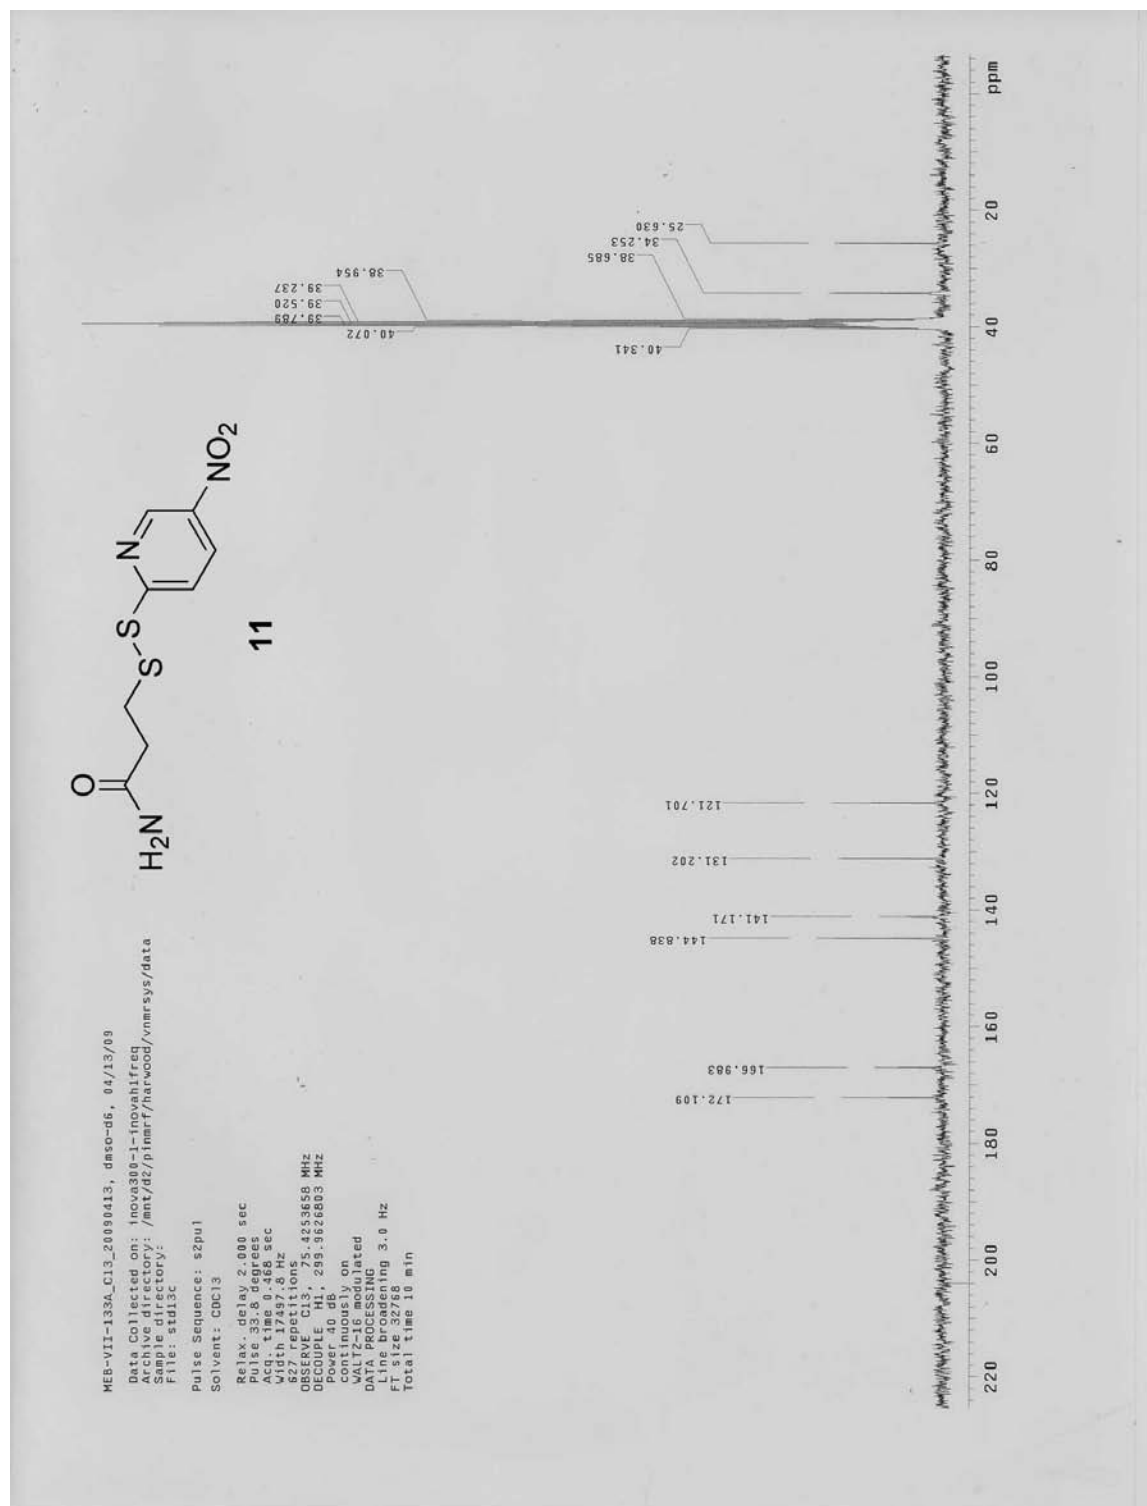 MEB-VII-133A_C13_20090413, dmso-d6, 04/13/09
Data Collected on: inova300-1-inovah1freq
Archive directory: /mnt/d2/pinmrf/harwood/vnmrsys/data
Sample directory:
File: std13c
Pulse Sequence: s2pul
Solvent: CDCl3
Relax. delay 2.000 sec
Pulse 33.8 degrees
Acq. time 0.468 sec
Width 17497.8 Hz
627 repetitions
OBSERVE C13, 75.4253658 MHz
DECOUPLE H1, 299.9626803 MHz
Power 40 dB
continuously on
WALTZ-16 modulated
DATA PROCESSING
Line broadening 3.0 Hz
FT size 32768
Total time 10 min
O
H2N
S
S
N
NO2
11
172.109
166.983
144.838
141.171
131.202
121.701
40.341
40.072
39.789
39.520
39.237
38.954
38.685
34.253
25.630
220
200
180
160
140
120
100
80
60
40
20
ppm